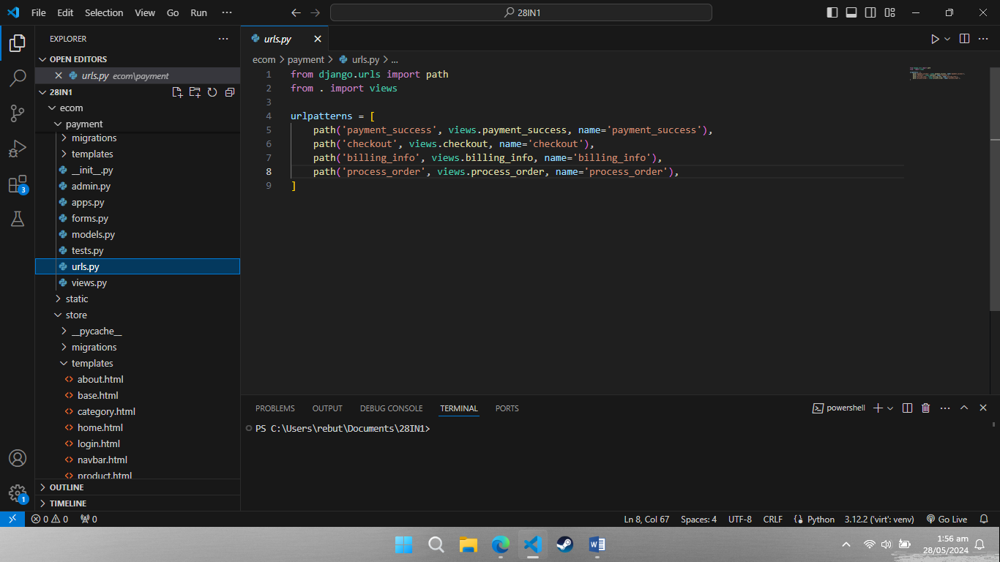 File Edit Selection View Go Run ···
28IN1
EXPLORER
OPEN EDITORS
urls.py ecom\payment
28IN1
ecom
payment
migrations
templates
__init__.py
admin.py
apps.py
forms.py
models.py
tests.py
urls.py
views.py
static
store
__pycache__
migrations
templates
about.html
base.html
category.html
home.html
login.html
navbar.html
product.html
OUTLINE
TIMELINE
3
1
urls.py
ecom > payment > urls.py > ...
1 from django.urls import path
2 from . import views
3
4 urlpatterns = [
5 path('payment_success', views.payment_success, name='payment_success'),
6 path('checkout', views.checkout, name='checkout'),
7 path('billing_info', views.billing_info, name='billing_info'),
8 path('process_order', views.process_order, name='process_order'),
9 ]
PROBLEMS OUTPUT DEBUG CONSOLE TERMINAL PORTS
powershell
PS C:\Users\rebut\Documents\28IN1>
0 0 0
Ln 8, Col 67 Spaces: 4 UTF-8 CRLF Python 3.12.2 ('virt': venv) Go Live
1:56 am
28/05/2024